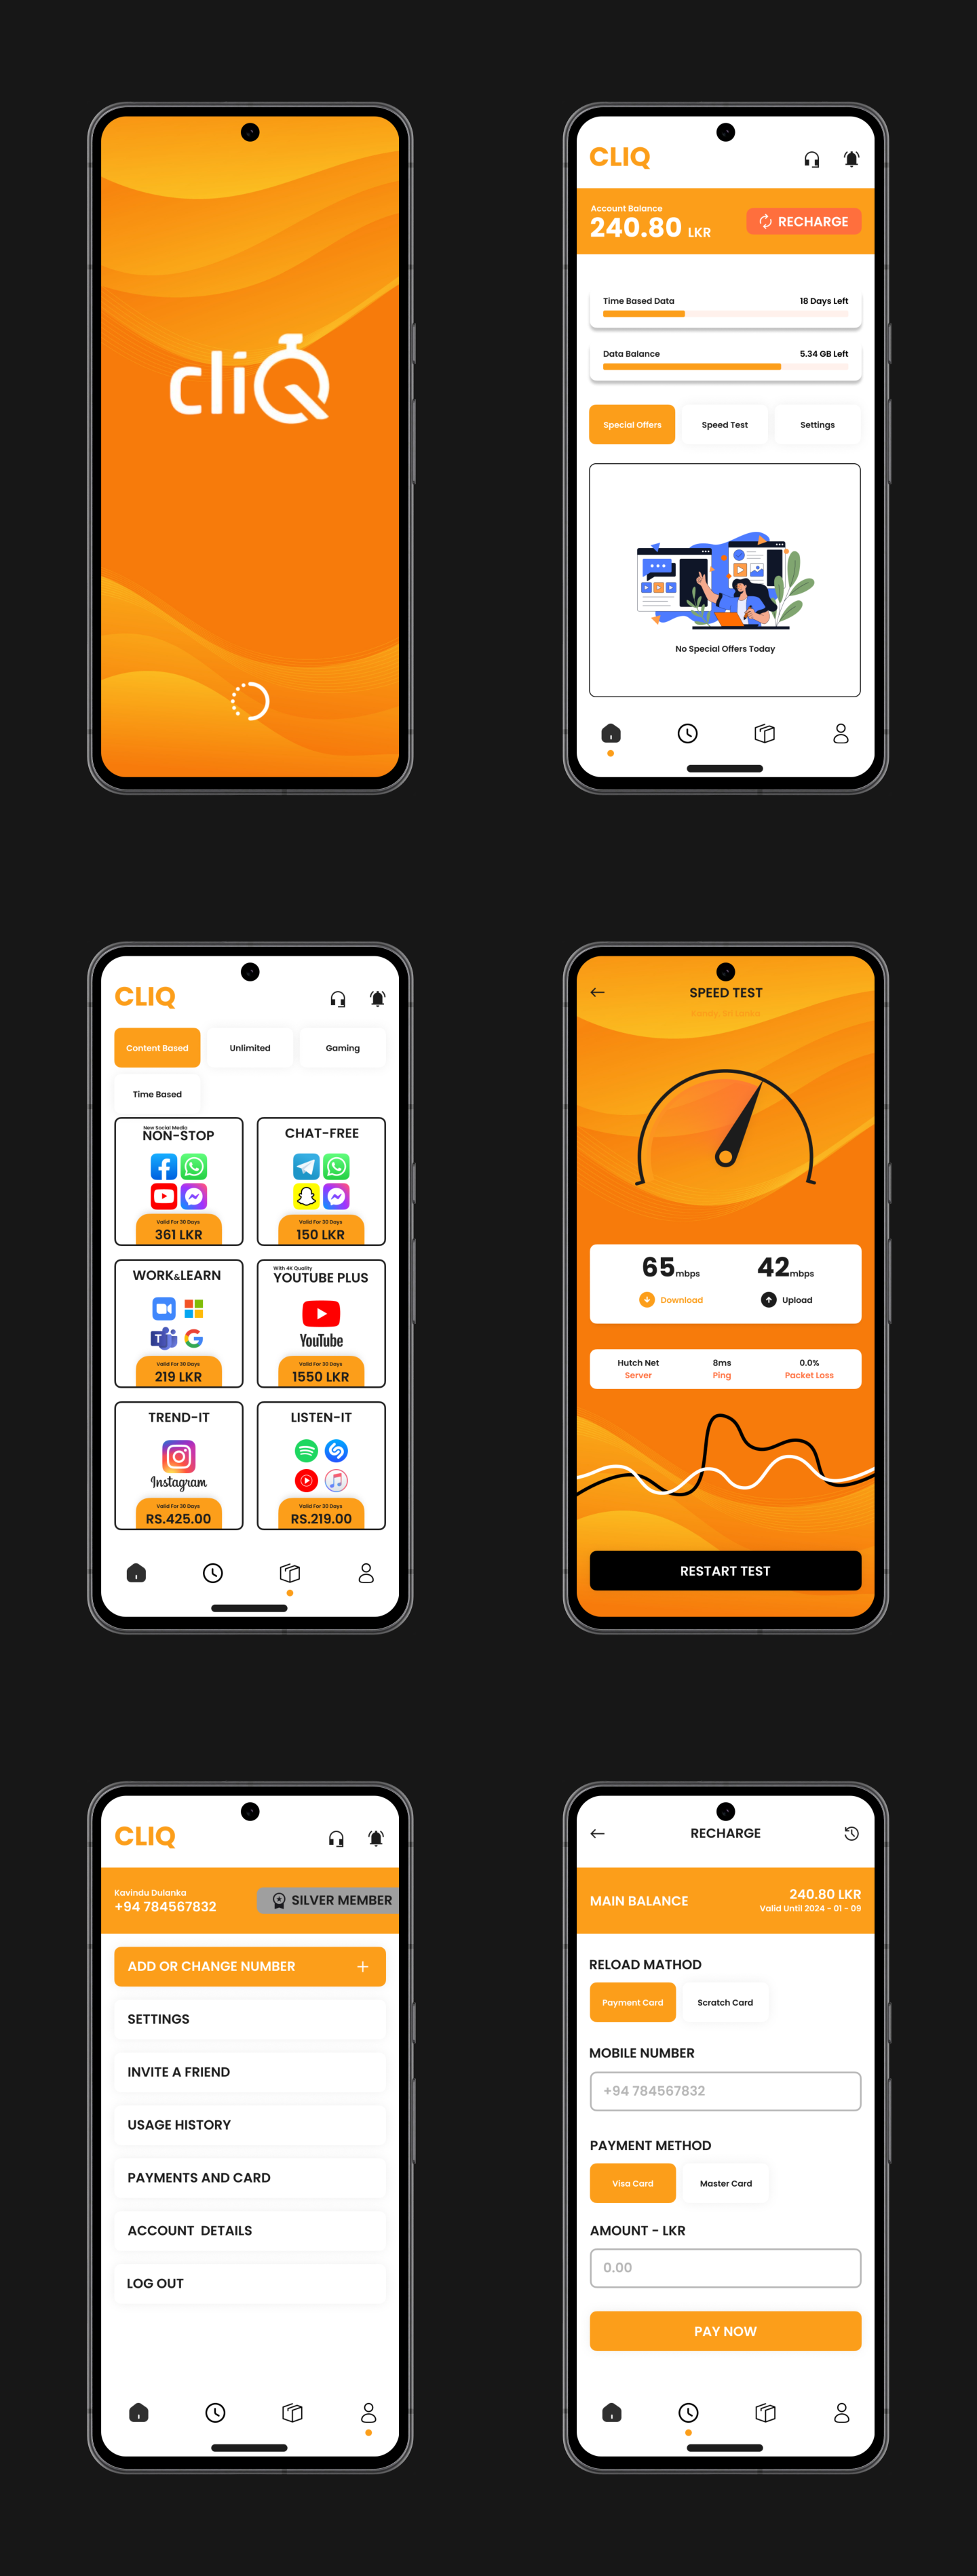 cliQ
CLIQ
Account Balance
240.80 LKR
RECHARGE
Time Based Data
18 Days Left
Data Balance
5.34 GB Left
Special Offers
Speed Test
Settings
No Special Offers Today
CLIQ
Content Based
Unlimited
Gaming
Time Based
New Social Media
NON-STOP
Valid For 30 Days
361 LKR
CHAT-FREE
Valid For 30 Days
150 LKR
WORK&LEARN
Valid For 30 Days
219 LKR
With 4K Quality
YOUTUBE PLUS
YouTube
Valid For 30 Days
1550 LKR
TREND-IT
Instagram
Valid For 30 Days
RS.425.00
LISTEN-IT
Valid For 30 Days
RS.219.00
SPEED TEST
Kandy, Sri Lanka
65mbps
Download
42mbps
Upload
Hutch Net
Server
8ms
Ping
0.0%
Packet Loss
RESTART TEST
CLIQ
Kavindu Dulanka
+94 784567832
SILVER MEMBER
ADD OR CHANGE NUMBER
SETTINGS
INVITE A FRIEND
USAGE HISTORY
PAYMENTS AND CARD
ACCOUNT DETAILS
LOG OUT
RECHARGE
MAIN BALANCE
240.80 LKR
Valid Until 2024 - 01 - 09
RELOAD MATHOD
Payment Card
Scratch Card
MOBILE NUMBER
+94 784567832
PAYMENT METHOD
Visa Card
Master Card
AMOUNT - LKR
0.00
PAY NOW